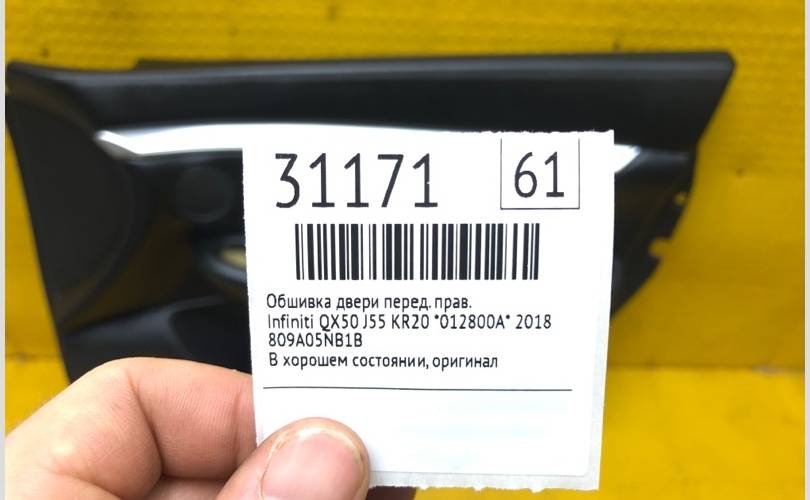 31171 61
Обшивка двери перед. прав.
Infiniti QX50 J55 KR20 *012800A* 2018
809A05NB1B
В хорошем состоянии, оригинал